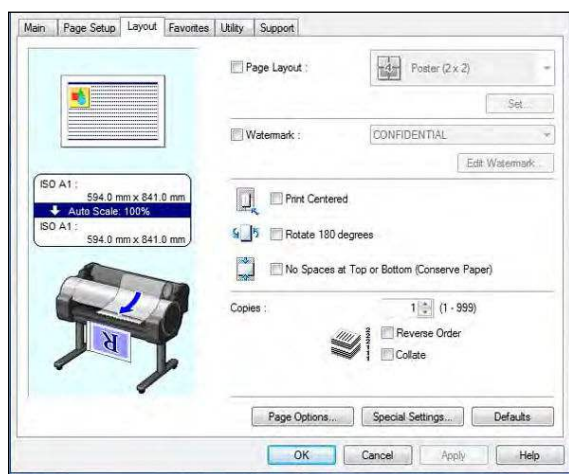 Main Page Setup Layout Favorites Utility Support
Page Layout :
4
Poster (2 x 2)
Set...
Watermark :
CONFIDENTIAL
Edit Watermark...
ISO A1 :
594.0 mm x 841.0 mm
Auto Scale: 100%
ISO A1 :
594.0 mm x 841.0 mm
Print Centered
Rotate 180 degrees
No Spaces at Top or Bottom (Conserve Paper)
Copies :
1 (1 - 999)
Reverse Order
Collate
R
Page Options... Special Settings... Defaults
OK Cancel Apply Help